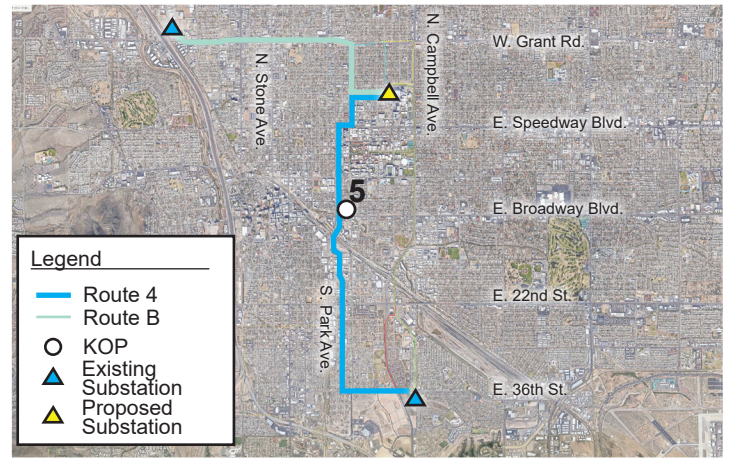 W. Grant Rd.
N. Stone Ave.
N. Campbell Ave.
E. Speedway Blvd.
5
E. Broadway Blvd.
S. Park Ave.
E. 22nd St.
E. 36th St.
Legend
Route 4
Route B
KOP
Existing
Substation
Proposed
Substation